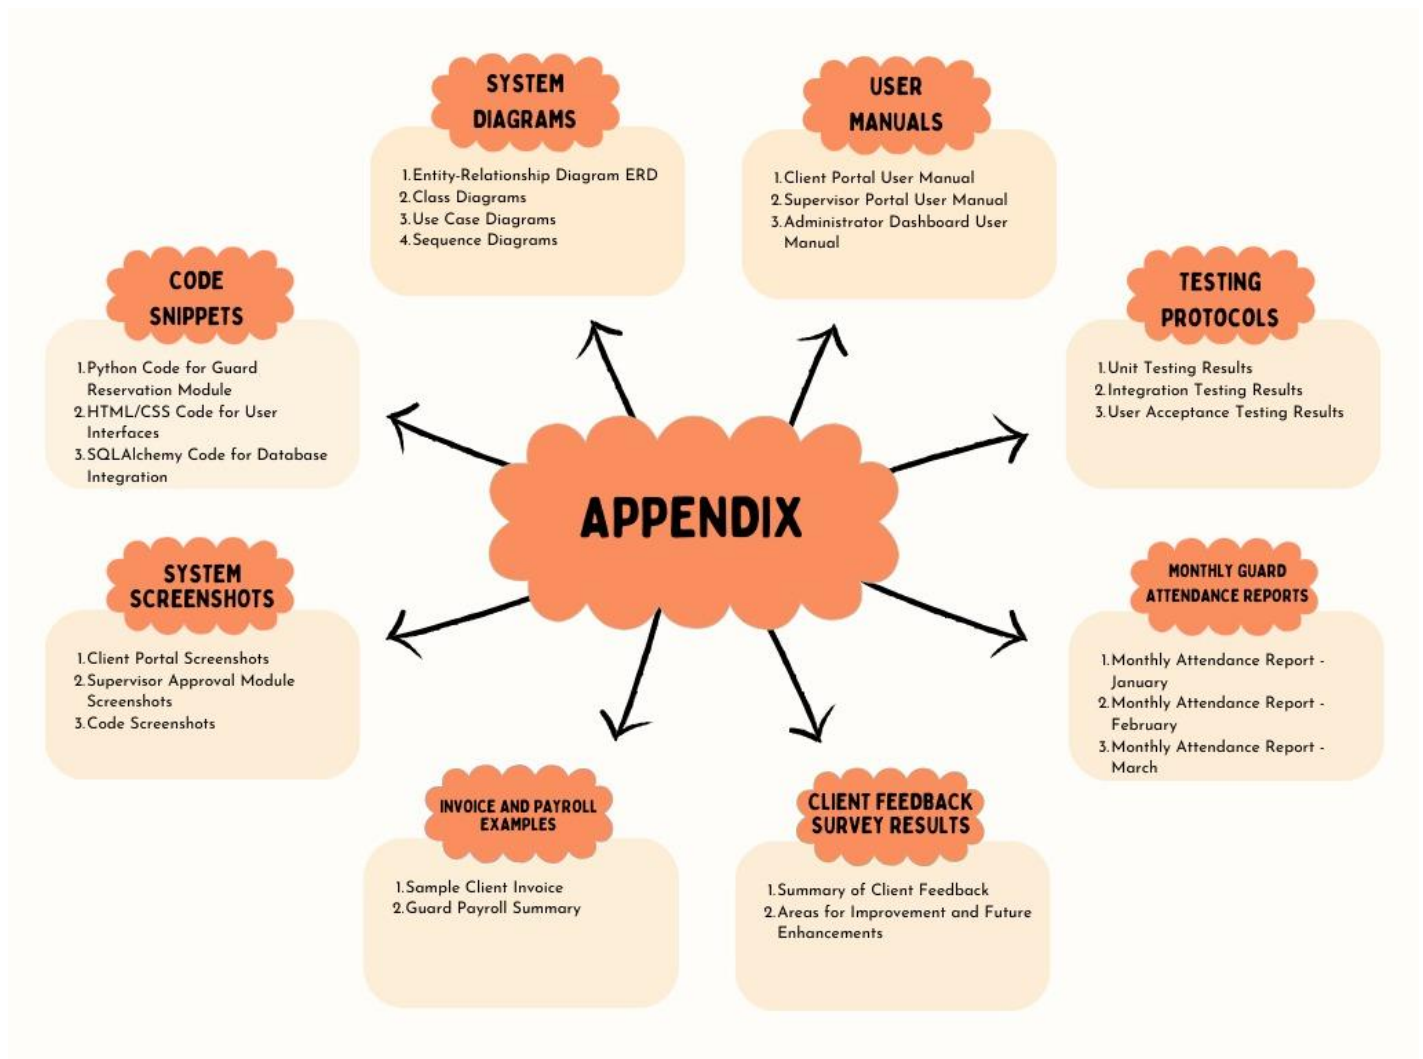 SYSTEM
DIAGRAMS
1. Entity-Relationship Diagram ERD
2. Class Diagrams
3. Use Case Diagrams
4. Sequence Diagrams
USER
MANUALS
1. Client Portal User Manual
2. Supervisor Portal User Manual
3. Administrator Dashboard User
Manual
CODE
SNIPPETS
1. Python Code for Guard
Reservation Module
2. HTML/CSS Code for User
Interfaces
3. SQLAlchemy Code for Database
Integration
TESTING
PROTOCOLS
1. Unit Testing Results
2. Integration Testing Results
3. User Acceptance Testing Results
APPENDIX
SYSTEM
SCREENSHOTS
1. Client Portal Screenshots
2. Supervisor Approval Module
Screenshots
3. Code Screenshots
MONTHLY GUARD
ATTENDANCE REPORTS
1. Monthly Attendance Report -
January
2. Monthly Attendance Report -
February
3. Monthly Attendance Report -
March
INVOICE AND PAYROLL
EXAMPLES
1. Sample Client Invoice
2. Guard Payroll Summary
CLIENT FEEDBACK
SURVEY RESULTS
1. Summary of Client Feedback
2. Areas for Improvement and Future
Enhancements